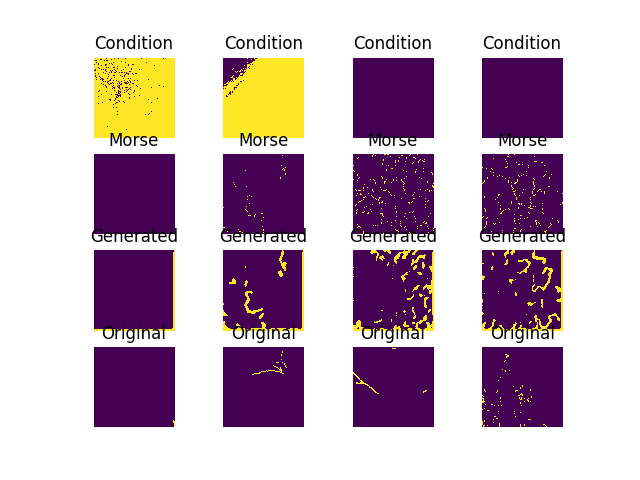 Condition Condition Condition Condition
Morse Morse Morse Morse
Generated Generated Generated Generated
Original Original Original Original